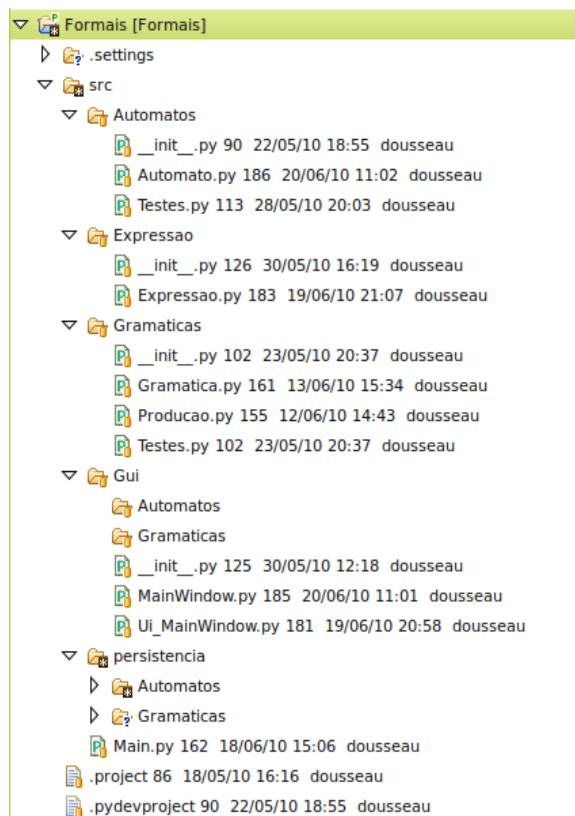 Formais [Formais]
.settings
src
Automatos
__init__.py 90 22/05/10 18:55 dousseau
Automato.py 186 20/06/10 11:02 dousseau
Testes.py 113 28/05/10 20:03 dousseau
Expressao
__init__.py 126 30/05/10 16:19 dousseau
Expressao.py 183 19/06/10 21:07 dousseau
Gramaticas
__init__.py 102 23/05/10 20:37 dousseau
Gramatica.py 161 13/06/10 15:34 dousseau
Producao.py 155 12/06/10 14:43 dousseau
Testes.py 102 23/05/10 20:37 dousseau
Gui
Automatos
Gramaticas
__init__.py 125 30/05/10 12:18 dousseau
MainWindow.py 185 20/06/10 11:01 dousseau
Ui_MainWindow.py 181 19/06/10 20:58 dousseau
persistencia
Automatos
Gramaticas
Main.py 162 18/06/10 15:06 dousseau
.project 86 18/05/10 16:16 dousseau
.pydevproject 90 22/05/10 18:55 dousseau